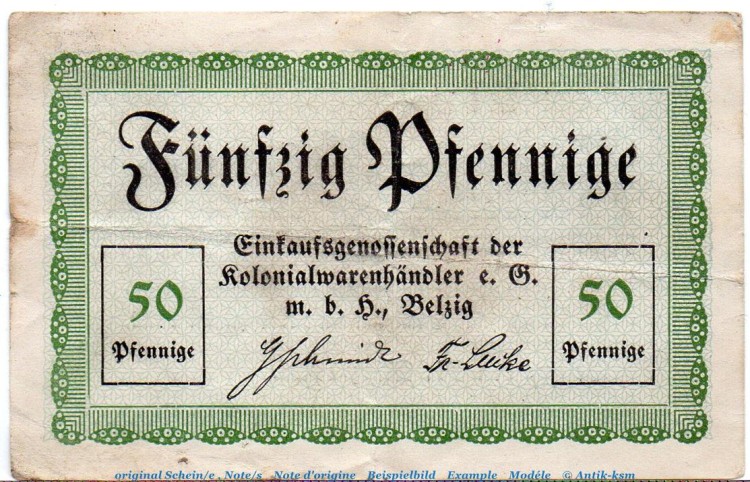 Fünfzig Pfennige
Einkaufsgenossenschaft der
Kolonialwarenhändler e. G.
m. b. H., Belzig
50
Pfennige
50
Pfennige
original Schein/e , Note/s Note d'origine Beispielbild Example Modéle © Antik-ksm